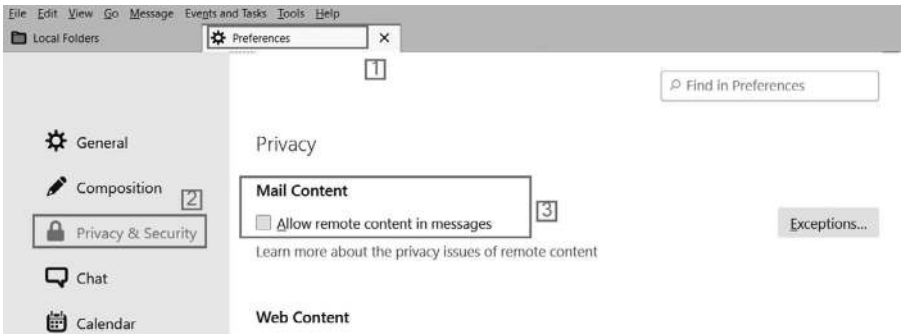 File Edit View Go Message Events and Tasks Tools Help
Local Folders Preferences ×
1
Find in Preferences
General
Privacy
Composition
2
Mail Content
3
Allow remote content in messages
Privacy & Security
Exceptions...
Learn more about the privacy issues of remote content
Chat
Calendar
Web Content